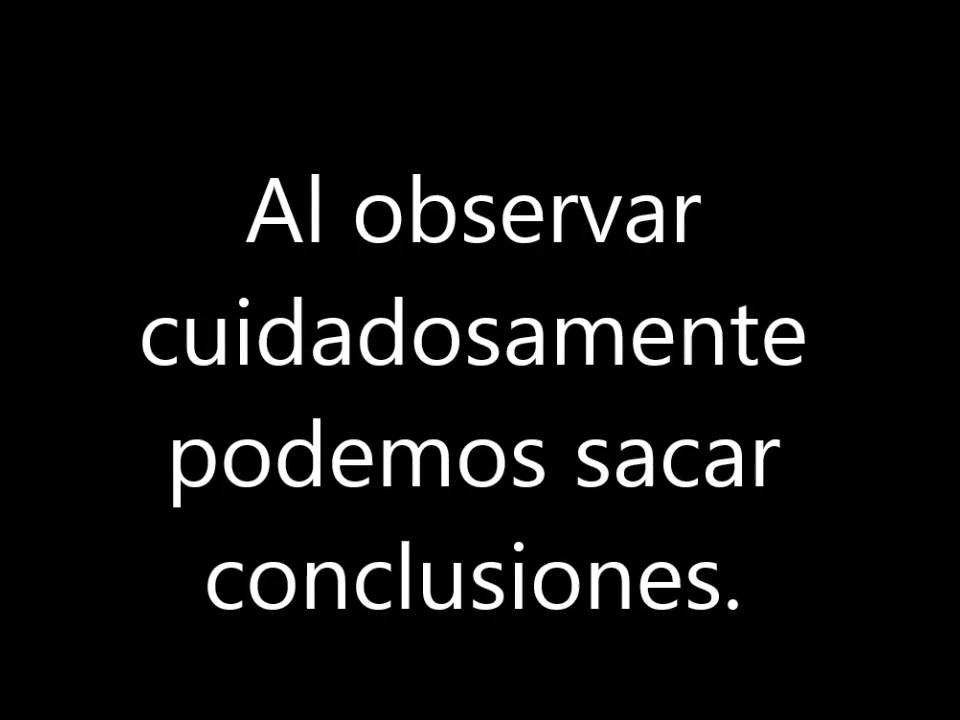 Al observar
cuidadosamente
podemos sacar
conclusiones.